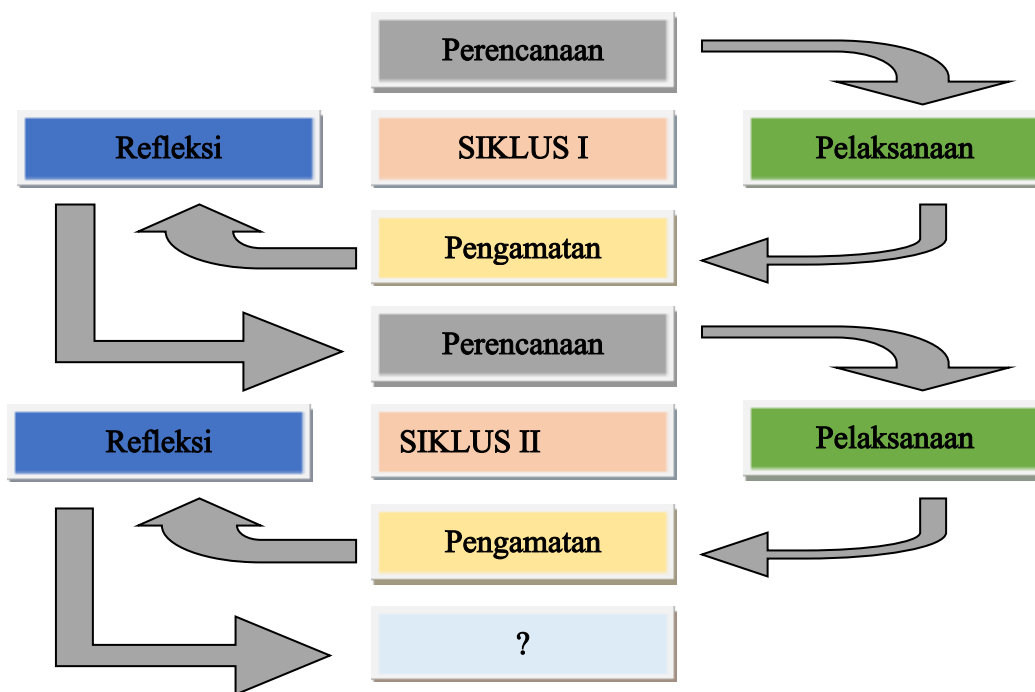 Perencanaan
Refleksi
SIKLUS I
Pelaksanaan
Pengamatan
Perencanaan
Refleksi
SIKLUS II
Pelaksanaan
Pengamatan
?